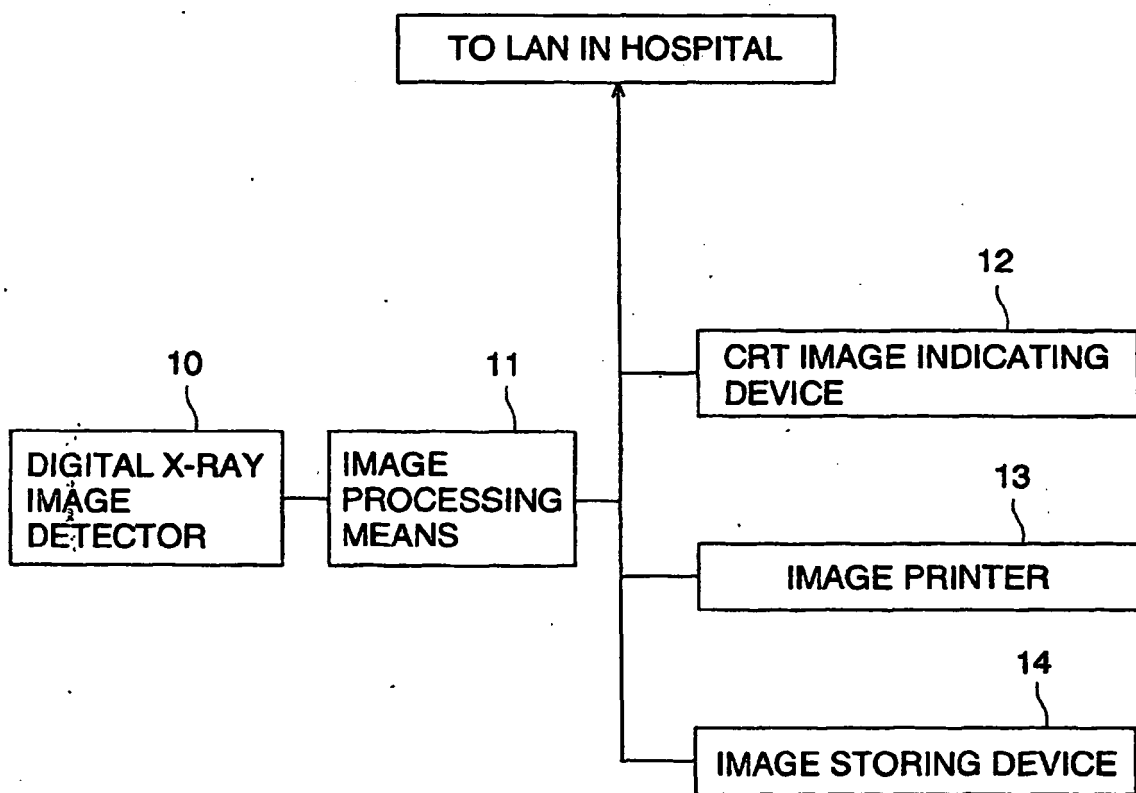 TO LAN IN HOSPITAL
12
CRT IMAGE INDICATING
DEVICE
10
DIGITAL X-RAY
IMAGE
DETECTOR
11
IMAGE
PROCESSING
MEANS
13
IMAGE PRINTER
14
IMAGE STORING DEVICE